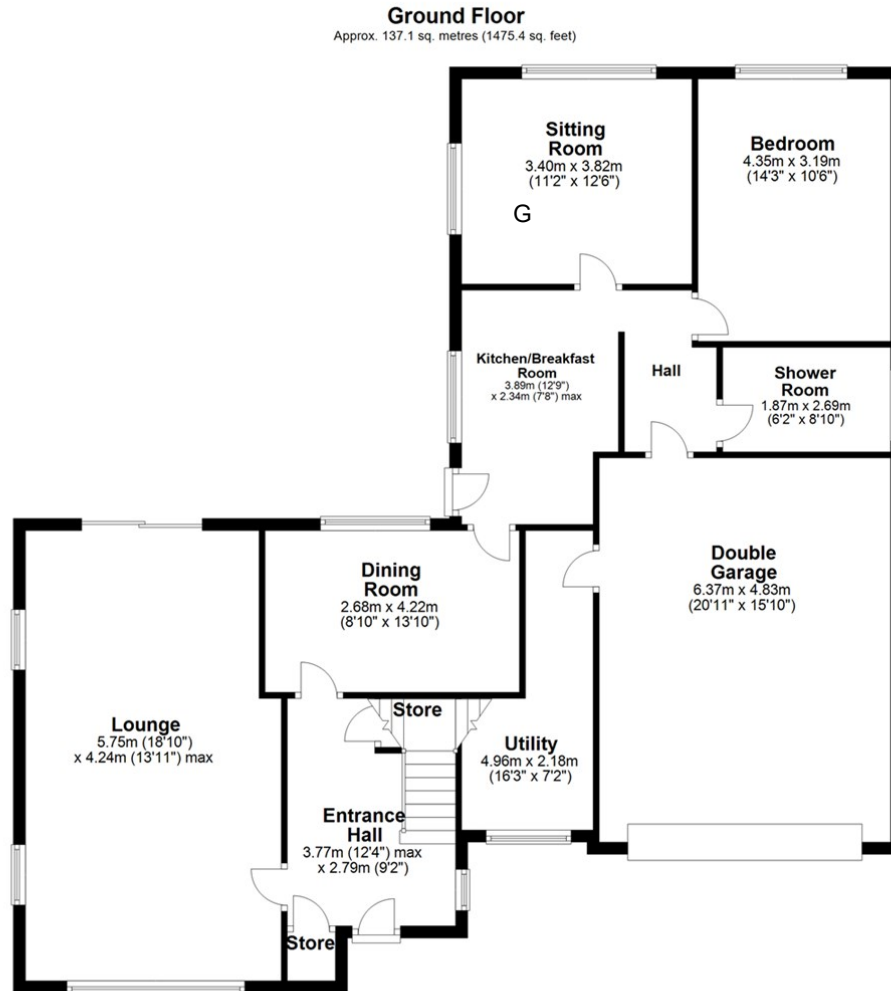 Ground Floor
Approx. 137.1 sq. metres (1475.4 sq. feet)
Sitting
Room
3.40m x 3.82m
(11'2" x 12'6")
G
Bedroom
4.35m x 3.19m
(14'3" x 10'6")
Kitchen/Breakfast
Room
3.89m (12'9")
x 2.34m (7'8") max
Hall
Shower
Room
1.87m x 2.69m
(6'2" x 8'10")
Double
Garage
6.37m x 4.83m
(20'11" x 15'10")
Dining
Room
2.68m x 4.22m
(8'10" x 13'10")
Lounge
5.75m (18'10")
x 4.24m (13'11") max
Store
Utility
4.96m x 2.18m
(16'3" x 7'2")
Entrance
Hall
3.77m (12'4") max
x 2.79m (9'2")
Store